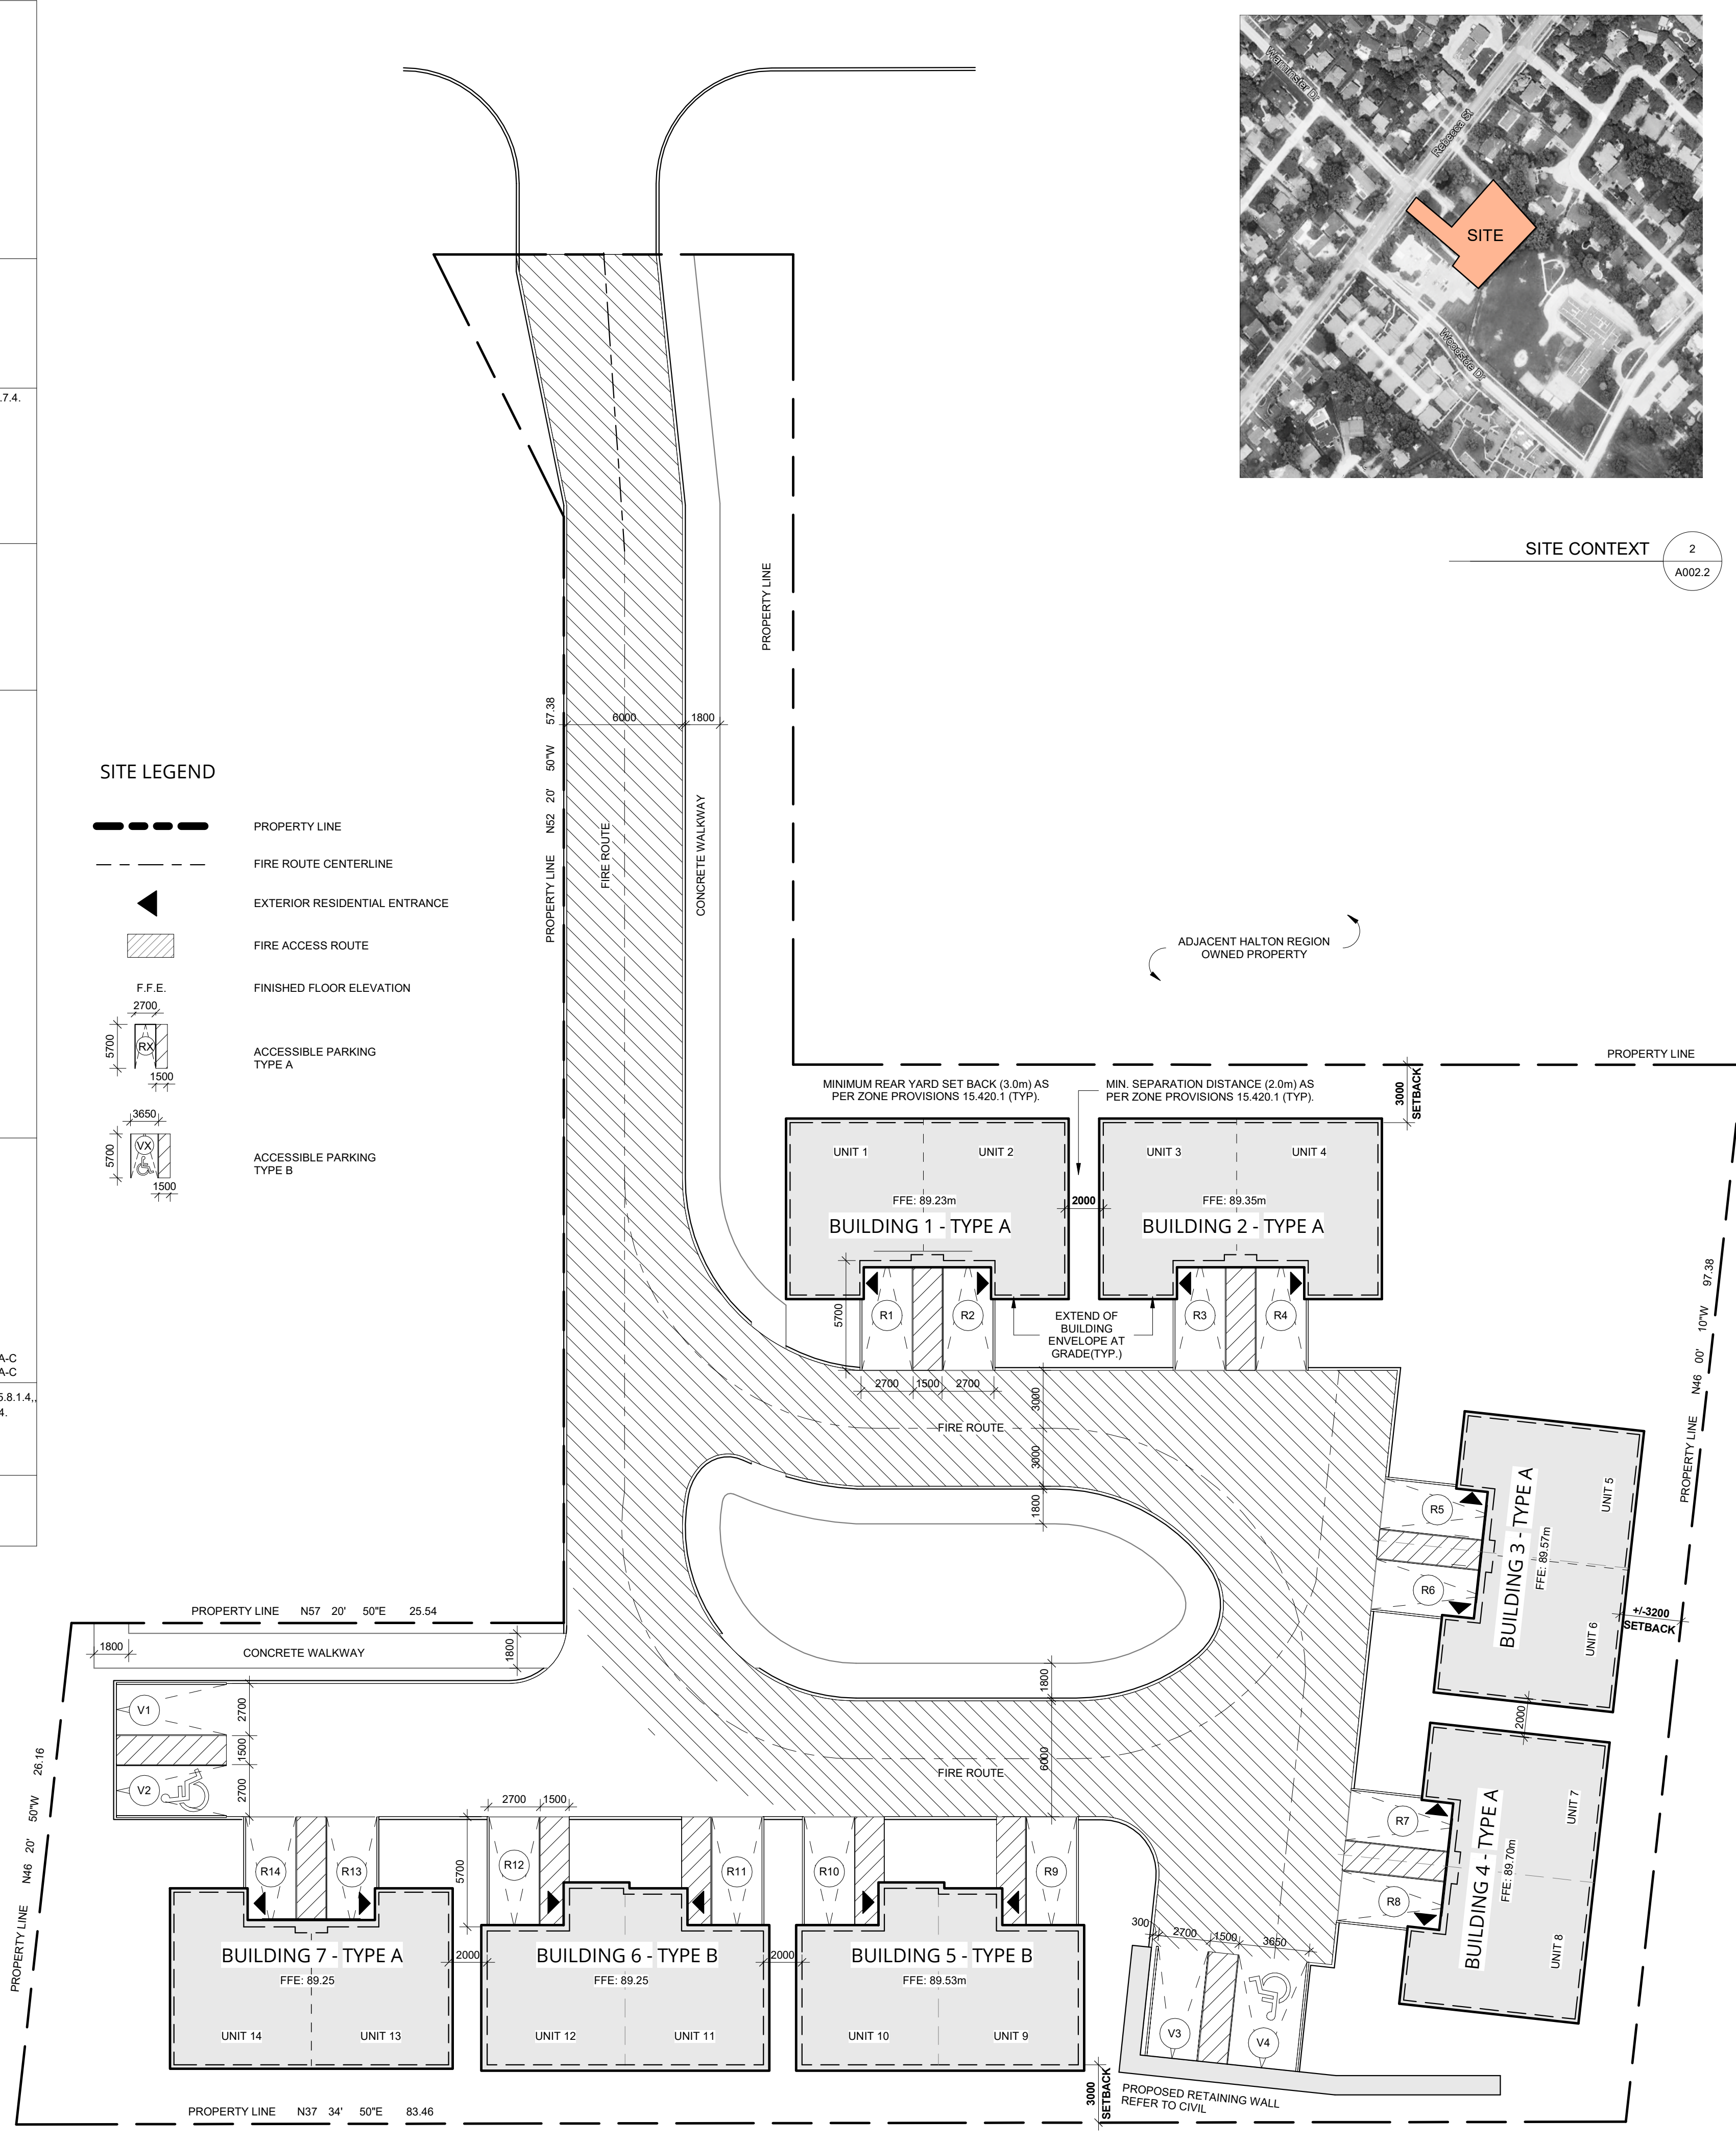 .7.4.
A-C
A-C
5.8.1.4,,
4.
Warminster Dr
Rebecca St
SITE
Woodside Dr
SITE CONTEXT
2
A002.2
SITE LEGEND
PROPERTY LINE
FIRE ROUTE CENTERLINE
EXTERIOR RESIDENTIAL ENTRANCE
FIRE ACCESS ROUTE
F.F.E.
FINISHED FLOOR ELEVATION
2700
5700
RX
1500
ACCESSIBLE PARKING
TYPE A
3650
5700
VX
1500
ACCESSIBLE PARKING
TYPE B
PROPERTY LINE
PROPERTY LINE N52 20' 50"W 57.38
6000
1800
FIRE ROUTE
CONCRETE WALKWAY
ADJACENT HALTON REGION
OWNED PROPERTY
PROPERTY LINE
3000
SETBACK
MINIMUM REAR YARD SET BACK (3.0m) AS
PER ZONE PROVISIONS 15.420.1 (TYP).
MIN. SEPARATION DISTANCE (2.0m) AS
PER ZONE PROVISIONS 15.420.1 (TYP).
UNIT 1
UNIT 2
FFE: 89.23m
BUILDING 1 - TYPE A
2000
UNIT 3
UNIT 4
FFE: 89.35m
BUILDING 2 - TYPE A
5700
R1
R2
EXTEND OF
BUILDING
ENVELOPE AT
GRADE(TYP.)
R3
R4
2700
1500
2700
3000
FIRE ROUTE
3000
1800
PROPERTY LINE N46 00' 10"W 97.38
R5
R6
BUILDING 3 - TYPE A
FFE: 89.57m
UNIT 5
UNIT 6
+/-3200
SETBACK
2000
R7
R8
BUILDING 4 - TYPE A
FFE: 89.70m
UNIT 7
UNIT 8
PROPERTY LINE N57 20' 50"E 25.54
1800
CONCRETE WALKWAY
1800
V1
V2
2700
1500
2700
1800
6000
FIRE ROUTE
PROPERTY LINE N46 20' 50"W 26.16
2700
1500
5700
R14
R13
R12
R11
R10
R9
BUILDING 7 - TYPE A
FFE: 89.25
UNIT 14
UNIT 13
2000
BUILDING 6 - TYPE B
FFE: 89.25
UNIT 12
UNIT 11
2000
BUILDING 5 - TYPE B
FFE: 89.53m
UNIT 10
UNIT 9
300
2700
1500
3650
V3
V4
3000
SETBACK
PROPOSED RETAINING WALL
REFER TO CIVIL
PROPERTY LINE N37 34' 50"E 83.46